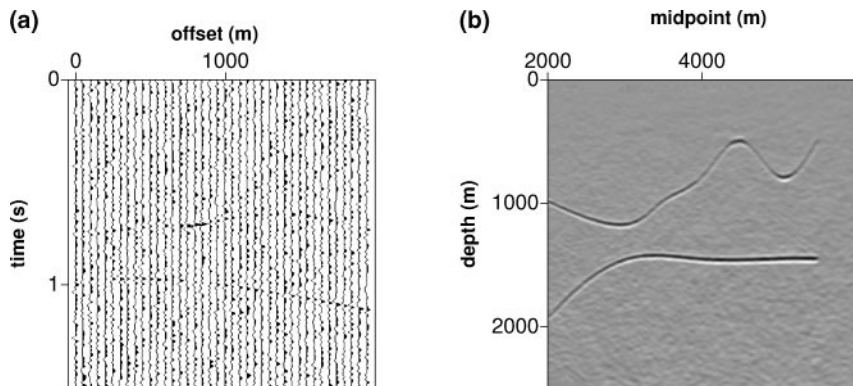 (a)
offset (m)
0 1000
0
time (s)
1
(b)
midpoint (m)
2000 4000
0
depth (m)
1000
2000